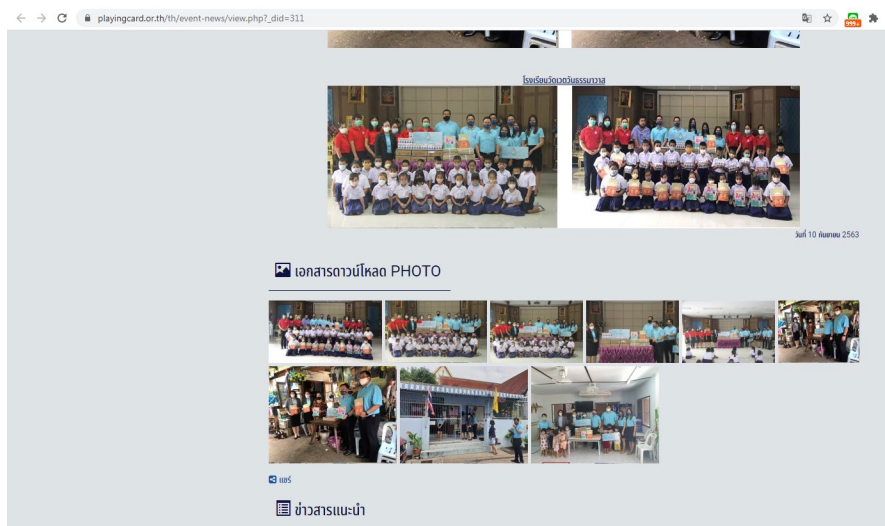 playingcard.or.th/th/event-news/view.php?_did=311
999+
โรงเรียนวัดเวตวันธรรมาวาส
วันที่ 10 กันยายน 2563
เอกสารดาวน์โหลด PHOTO
แชร์
ข่าวสารแนะนำ